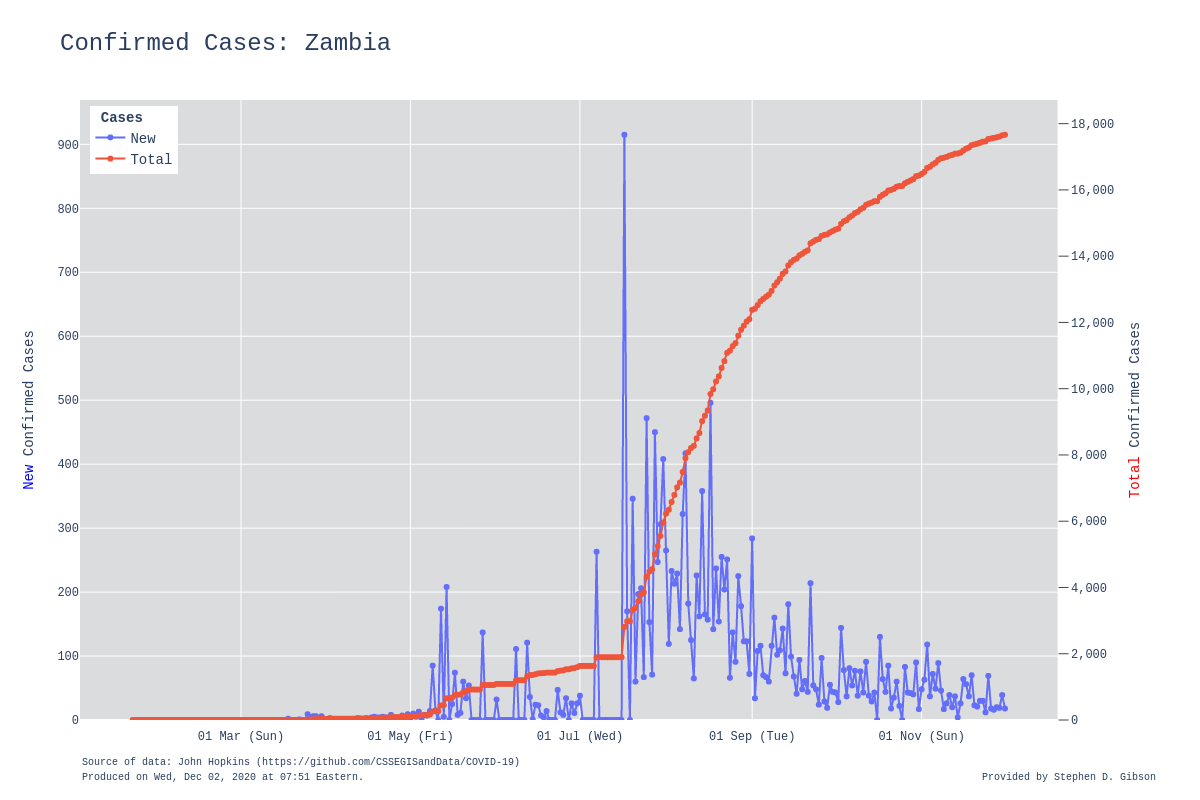 Confirmed Cases: Zambia
Cases
New
Total
900
800
700
600
500
400
300
200
100
0
New Confirmed Cases
18,000
16,000
14,000
12,000
10,000
8,000
6,000
4,000
2,000
0
Total Confirmed Cases
01 Mar (Sun)
01 May (Fri)
01 Jul (Wed)
01 Sep (Tue)
01 Nov (Sun)
Source of data: John Hopkins (https://github.com/CSSEGISandData/COVID-19)
Produced on Wed, Dec 02, 2020 at 07:51 Eastern.
Provided by Stephen D. Gibson